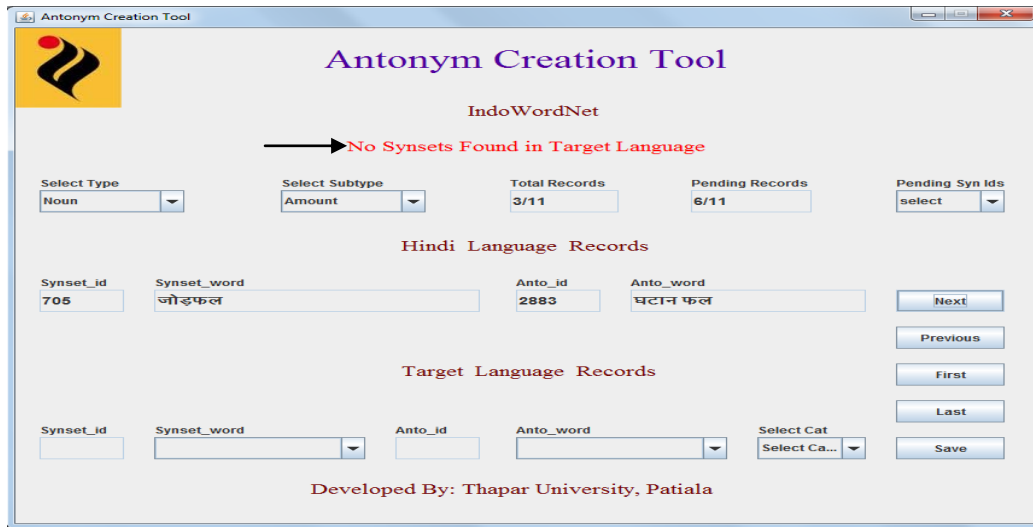 Antonym Creation Tool
Antonym Creation Tool
IndoWordNet
No Synsets Found in Target Language
Select Type Select Subtype Total Records Pending Records Pending Syn Ids
Noun Amount 3/11 6/11 select
Hindi Language Records
Synset_id Synset_word Anto_id Anto_word
705 जोड़फल 2883 घटान फल Next
Previous
Target Language Records First
Last
Synset_id Synset_word Anto_id Anto_word Select Cat
Select Ca... Save
Developed By: Thapar University, Patiala